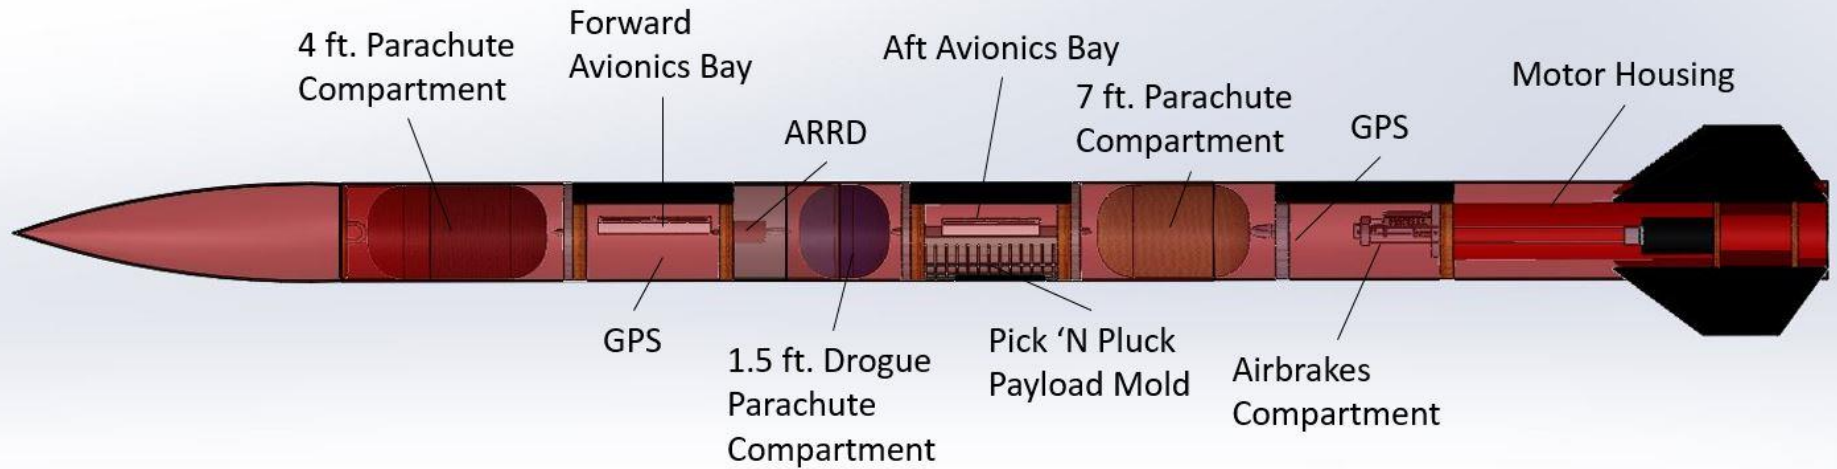 4 ft. Parachute
Compartment
Forward
Avionics Bay
ARRD
Aft Avionics Bay
7 ft. Parachute
Compartment
GPS
Motor Housing
GPS
1.5 ft. Drogue
Parachute
Compartment
Pick ‘N Pluck
Payload Mold
Airbrakes
Compartment